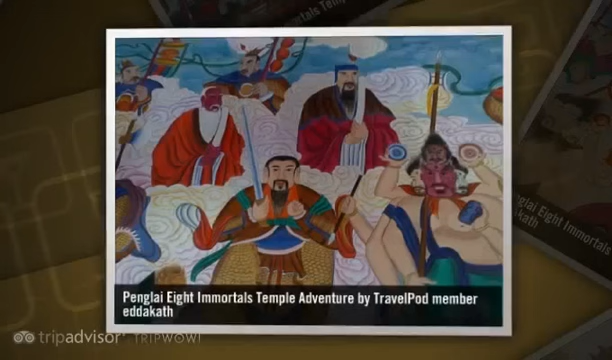 Penglai Eight Immortals Temple Adventure by TravelPod member
eddakath
tripadvisor TRIPWOW!